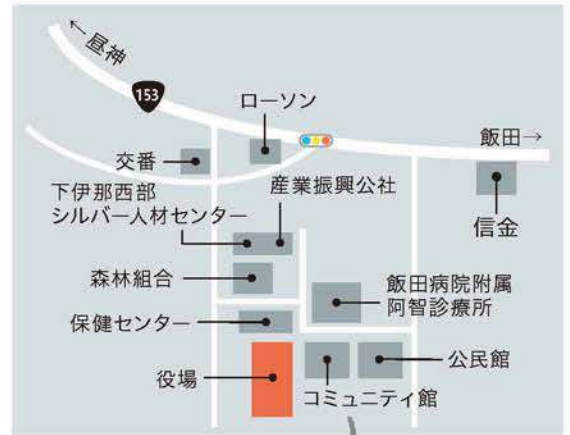 ←昼神
153
ローソン
飯田→
交番
信金
下伊那西部
シルバー人材センター
産業振興公社
森林組合
飯田病院附属
阿智診療所
保健センター
役場
公民館
コミュニティ館